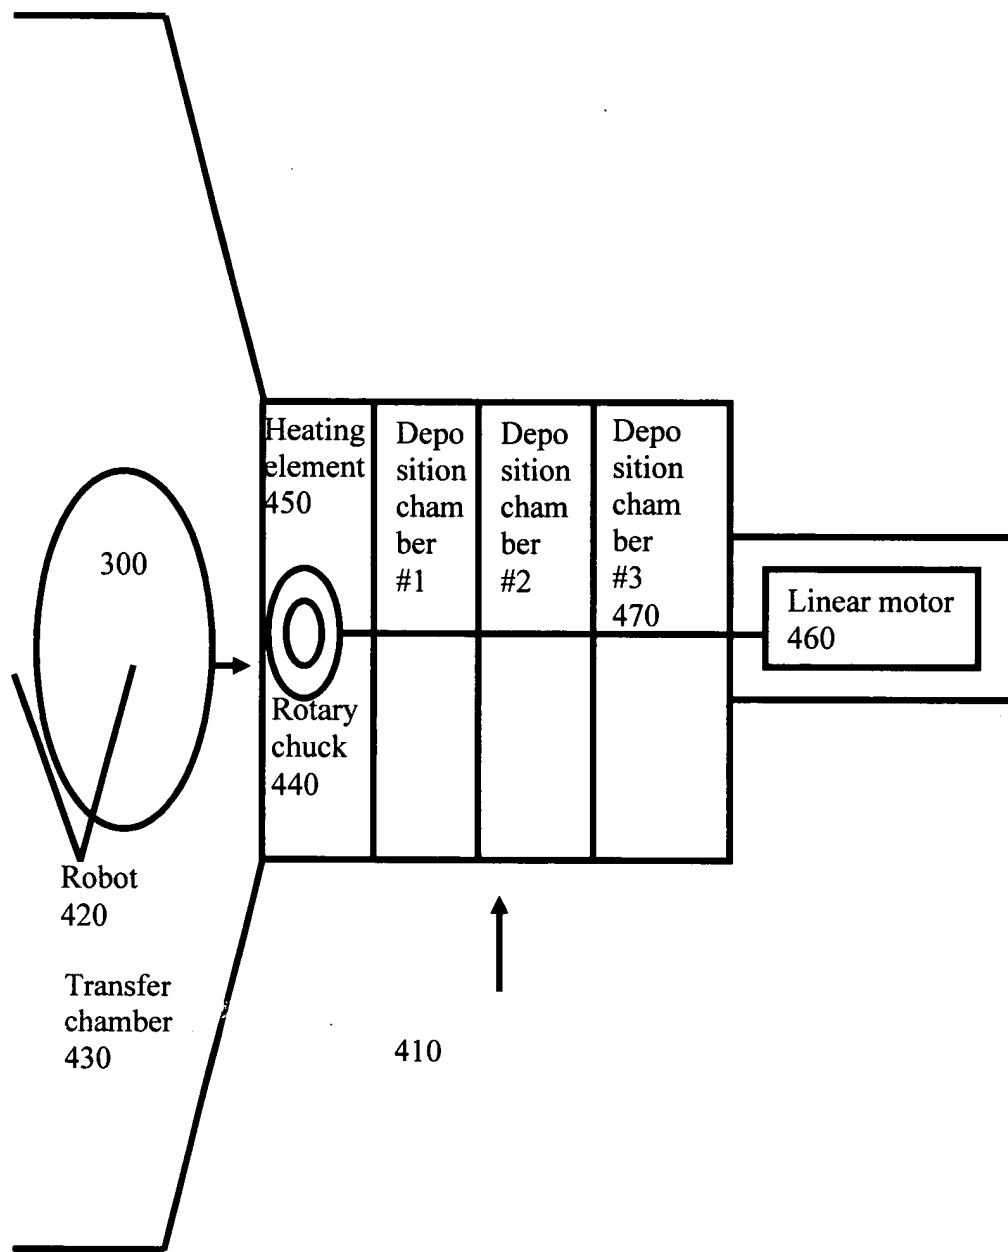 Heating
element
450
Depo
sition
cham
ber
#1
Depo
sition
cham
ber
#2
Depo
sition
cham
ber
#3
470
300
Linear motor
460
Rotary
chuck
440
Robot
420
Transfer
chamber
430
410